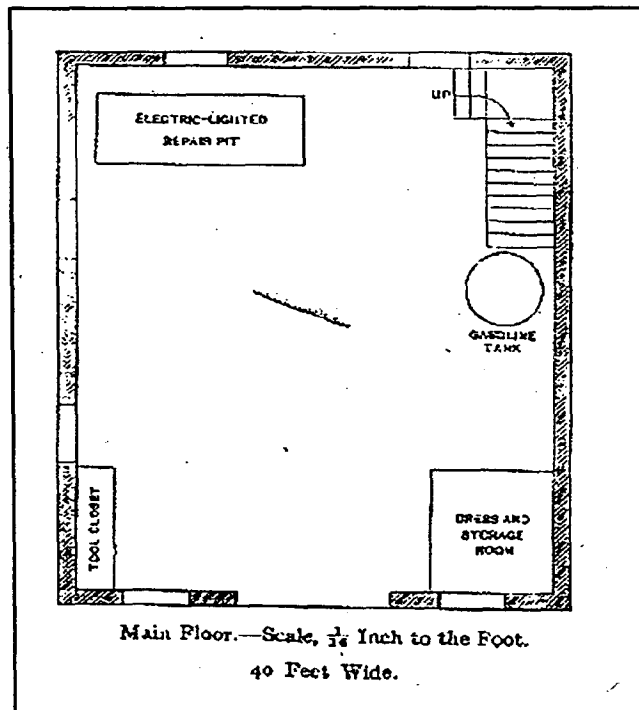 ELECTRIC-LIGHTED
REPAIR PIT
UP
GASOLINE
TANK
TOOL CLOSET
DRESS AND
STORAGE
ROOM
Main Floor.—Scale, 1/16 Inch to the Foot.
40 Feet Wide.